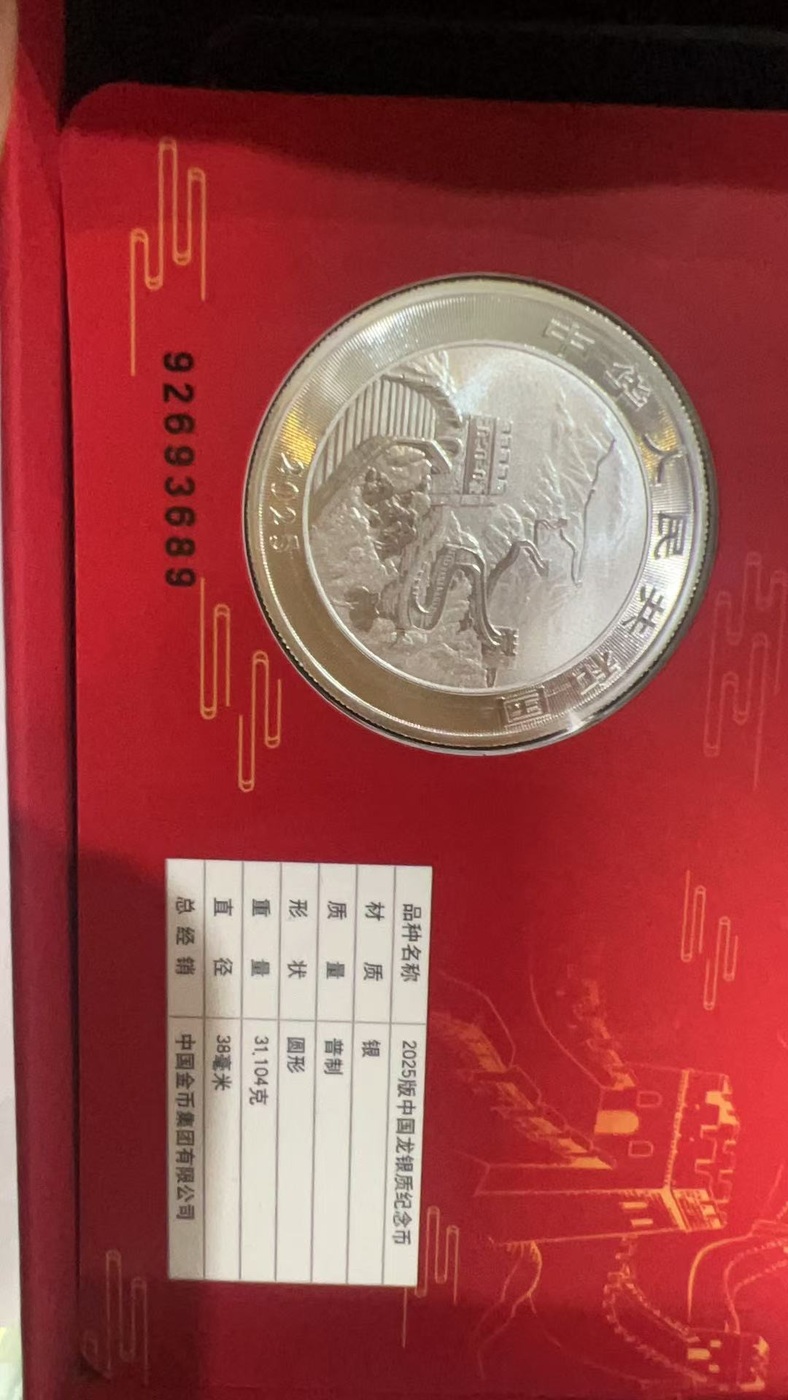 中华人民共和国
2025
92693689
品种名称 2025版中国龙银质纪念币
材质 银
质量 普制
形状 圆形
重量 31.104克
直径 38毫米
总经销 中国金币集团有限公司